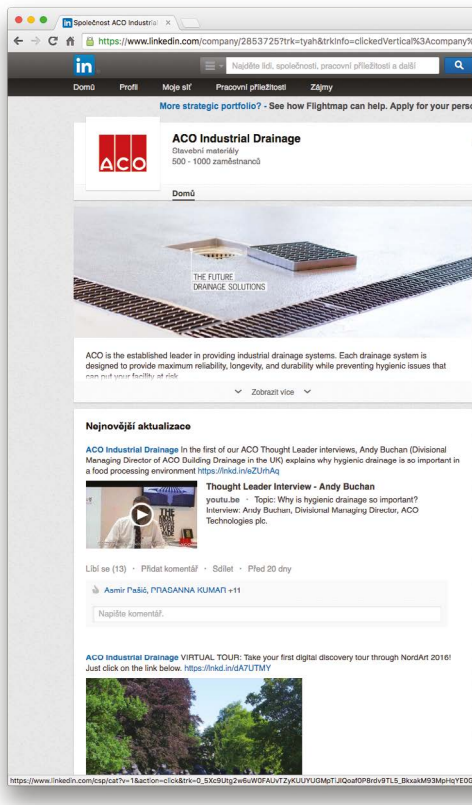 Společnost ACO Industrial
https://www.linkedin.com/company/2853725?trk=tyah&trkInfo=clickedVertical%3Acompany%
in
Najděte lidi, společnosti, pracovní příležitosti a další
Domů Profil Moje síť Pracovní příležitosti Zájmy
More strategic portfolio? - See how Flightmap can help. Apply for your perso
ACO
ACO Industrial Drainage
Stavební materiály
500 - 1000 zaměstnanců
Domů
THE FUTURE
DRAINAGE SOLUTIONS
ACO is the established leader in providing industrial drainage systems. Each drainage system is
designed to provide maximum reliability, longevity, and durability while preventing hygienic issues that
can put your facility at risk
Zobrazit více
Nejnovější aktualizace
ACO Industrial Drainage In the first of our ACO Thought Leader interviews, Andy Buchan (Divisional
Managing Director of ACO Building Drainage in the UK) explains why hygienic drainage is so important in
a food processing environment https://lnkd.in/eZUrhAq
Thought Leader Interview - Andy Buchan
youtu.be · Topic: Why is hygienic drainage so important?
Interview: Andy Buchan, Divisional Managing Director, ACO
Technologies plc.
THE
MOST
Líbí se (13) · Přidat komentář · Sdílet · Před 20 dny
Asmir Pašić, PRASANNA KUMAR +11
Napište komentář.
ACO Industrial Drainage VIRTUAL TOUR: Take your first digital discovery tour through NordArt 2016!
Just click on the link below. https://lnkd.in/dA7UTMY